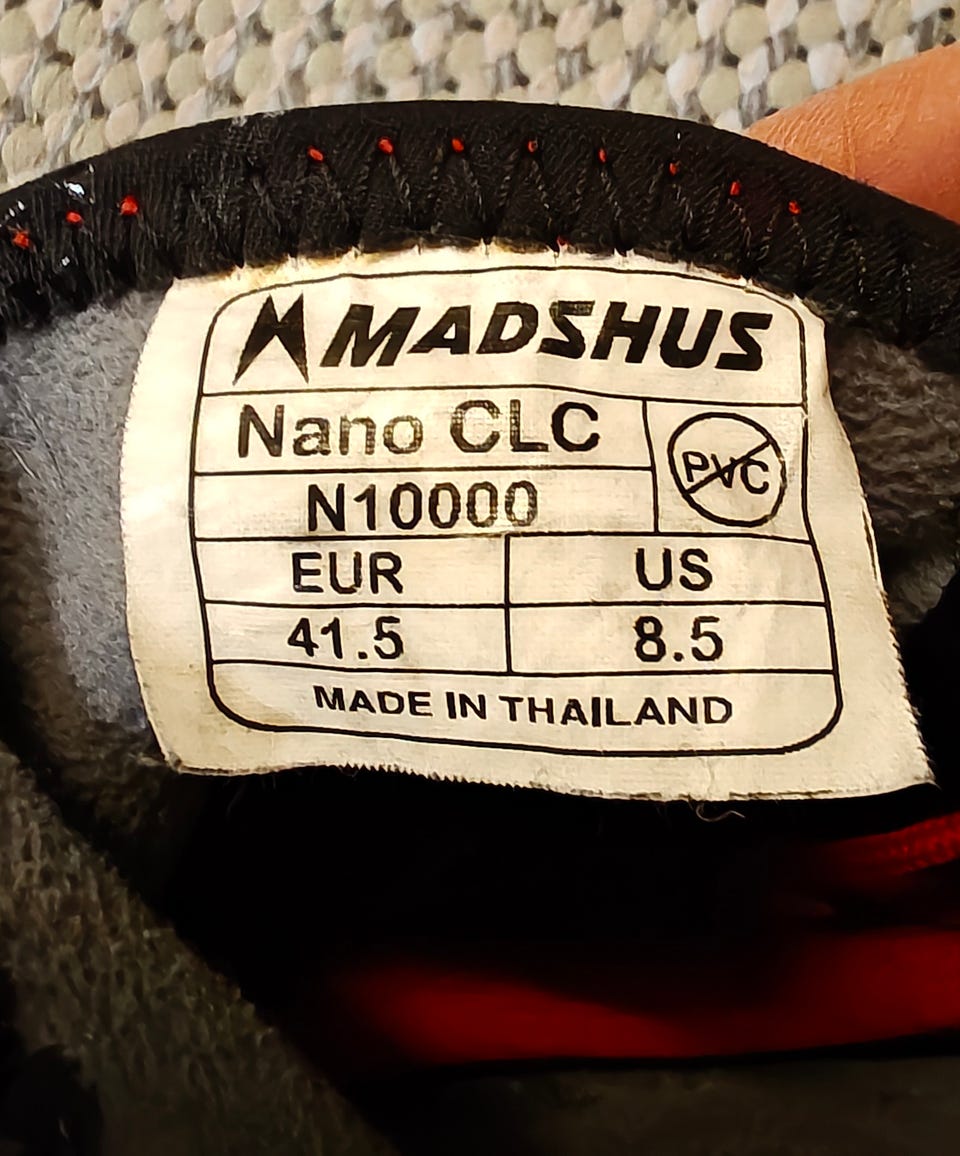 MADSHUS
Nano CLC
PVC
N10000
EUR US
41.5 8.5
MADE IN THAILAND